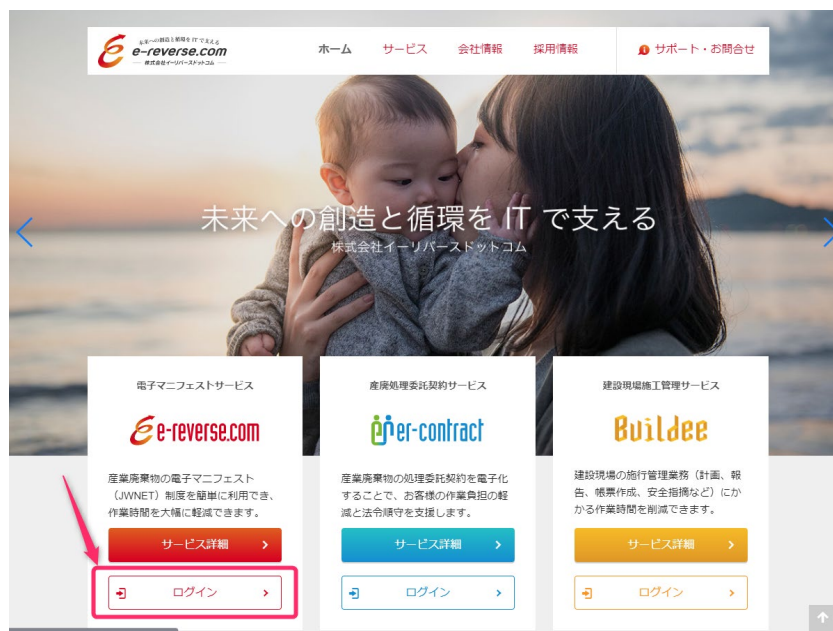 未来への創造と循環を IT で支える
e-reverse.com
株式会社イーリバースドットコム
ホーム サービス 会社情報 採用情報 サポート・お問合せ
未来への創造と循環を IT で支える
株式会社イーリバースドットコム
電子マニフェストサービス
e-reverse.com
産業廃棄物の電子マニフェスト
（JWNET）制度を簡単に利用でき、
作業時間を大幅に軽減できます。
サービス詳細
ログイン
産廃処理委託契約サービス
er-contract
産業廃棄物の処理委託契約を電子化
することで、お客様の作業負担の軽
減と法令順守を支援します。
サービス詳細
ログイン
建設現場施工管理サービス
Buildee
建設現場の施行管理業務（計画、報
告、帳票作成、安全指摘など）にか
かる作業時間を削減できます。
サービス詳細
ログイン